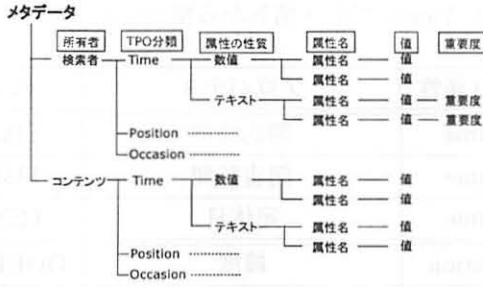 メタデータ
所有者 TPO分類 属性の性質 属性名 値 重要度
検索者 Time 数値 属性名 値
属性名 値
テキスト 属性名 値 重要度
属性名 値 重要度
Position
Occasion
コンテンツ Time 数値 属性名 値
属性名 値
テキスト 属性名 値
属性名 値
Position
Occasion